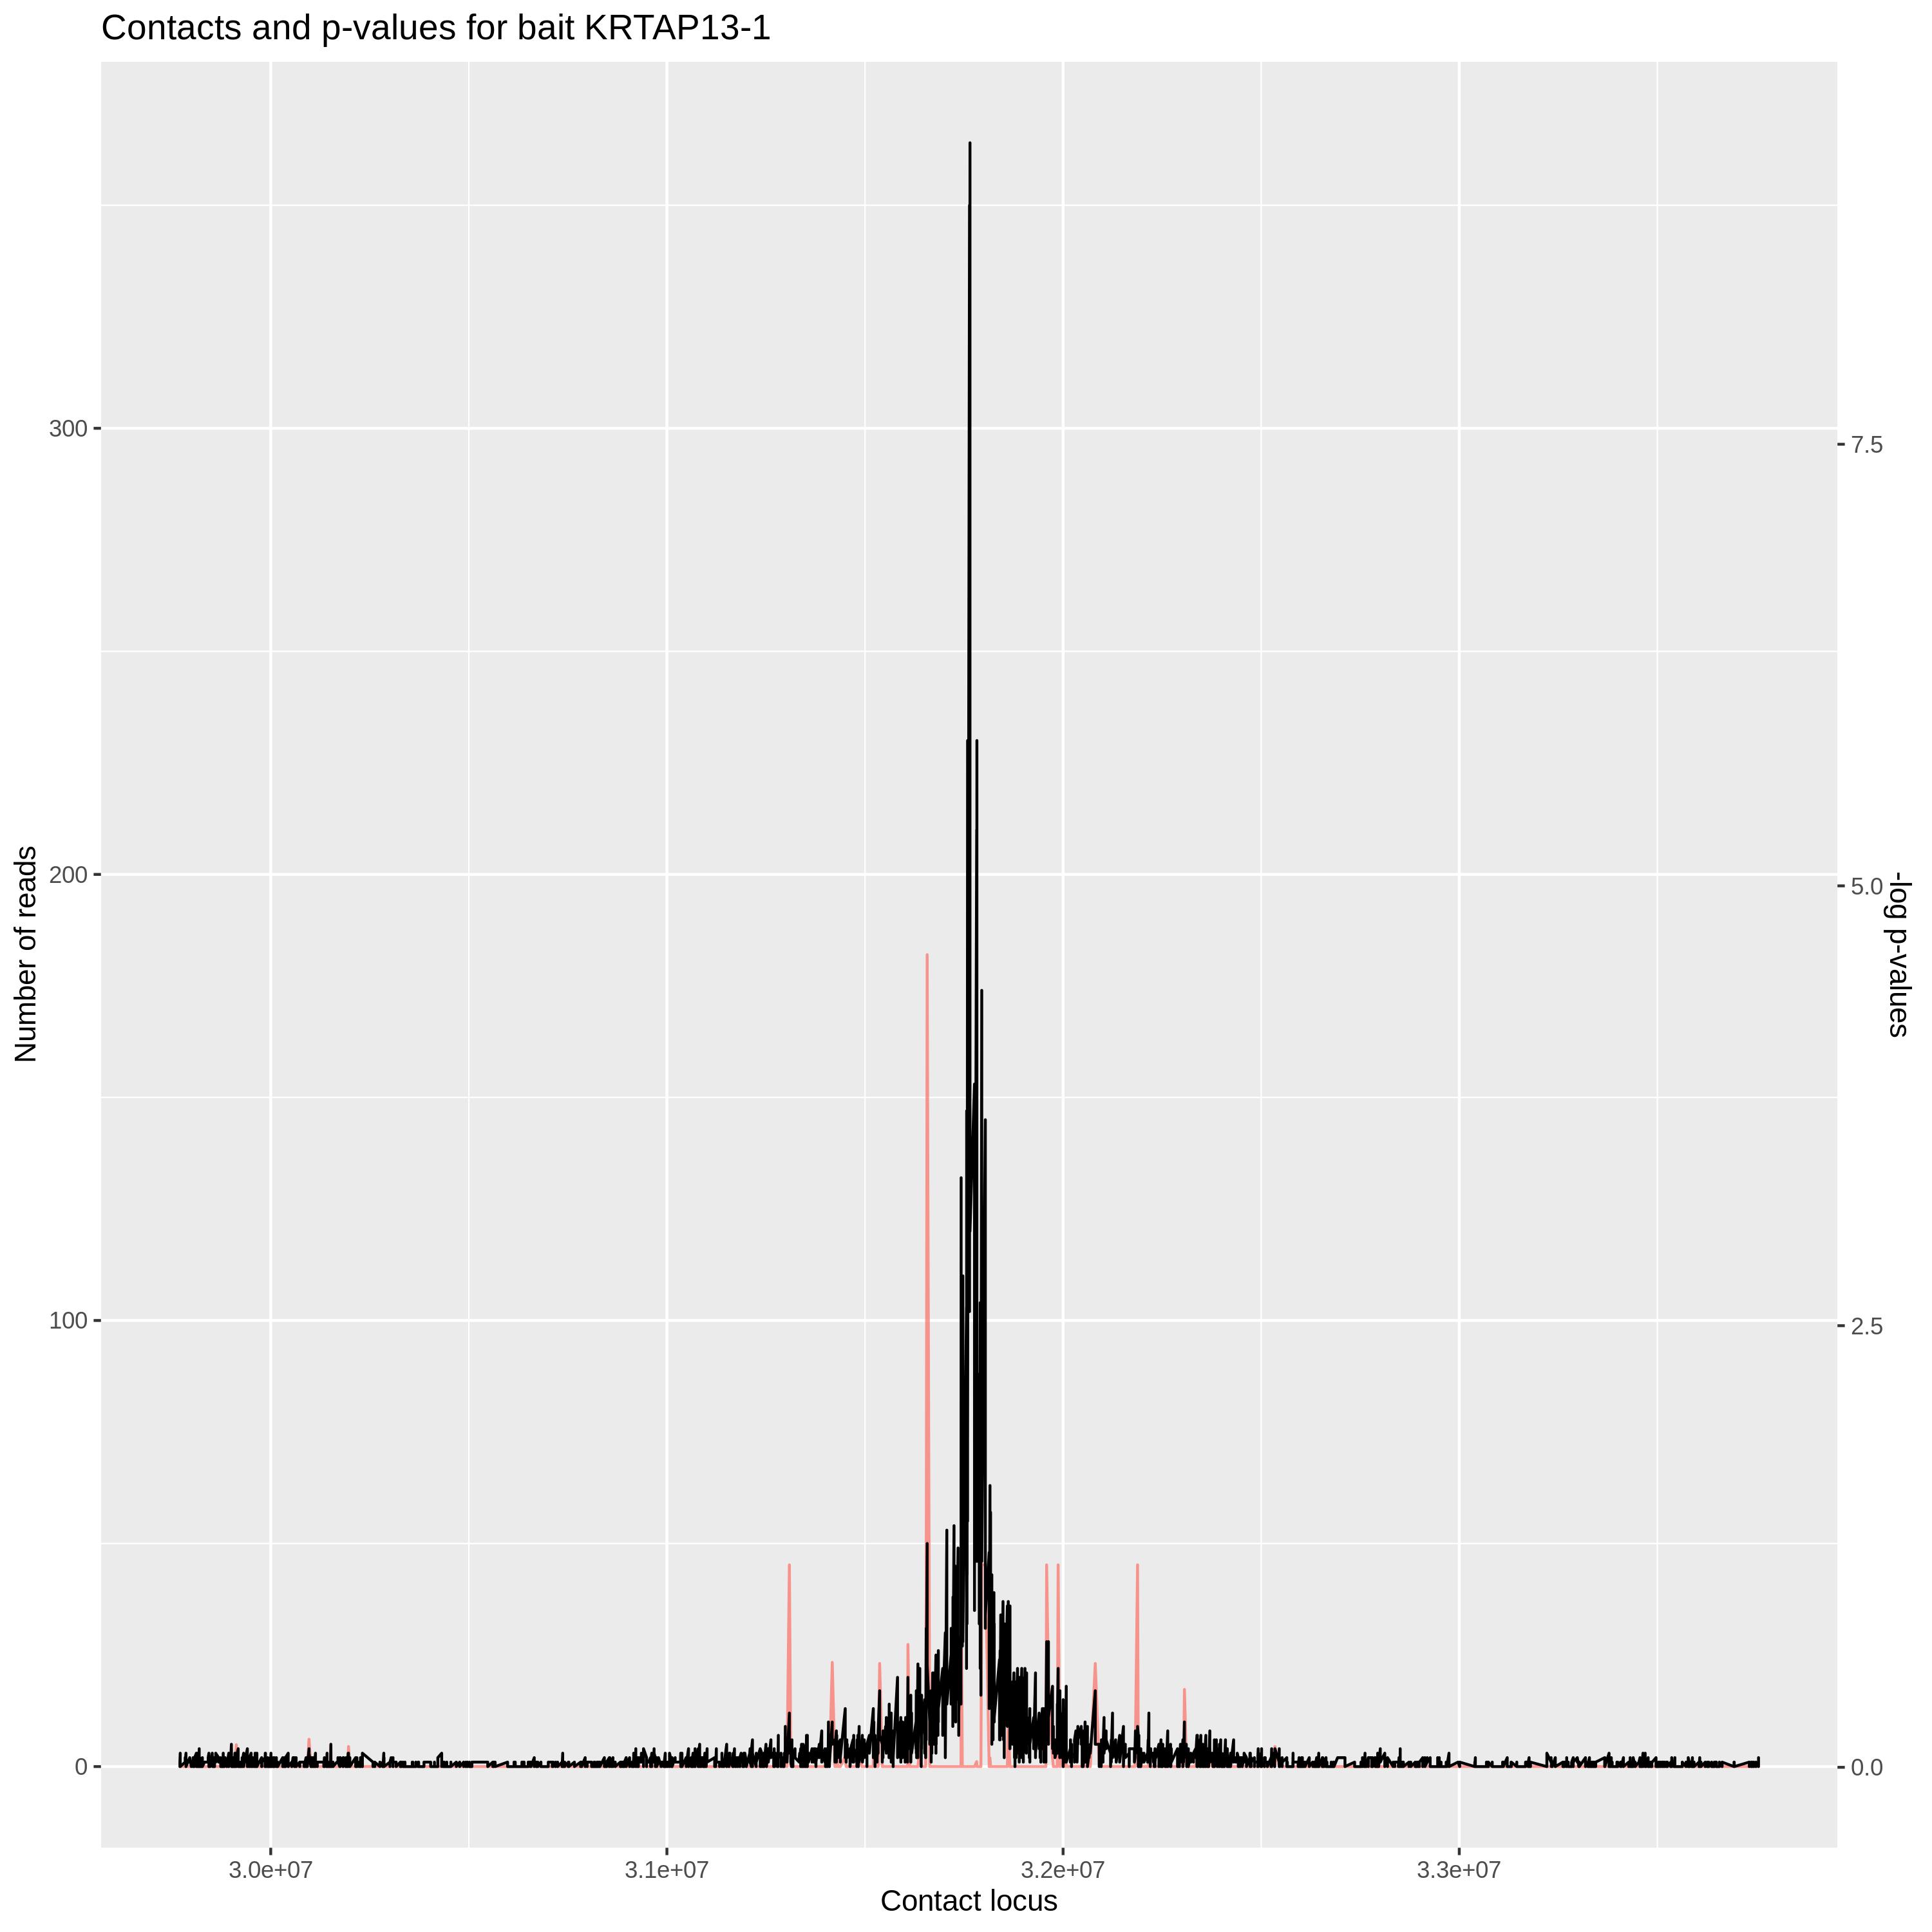 Contacts and p-values for bait KRTAP13-1
Number of reads
300
200
100
0
7.5
5.0
2.5
0.0
-log p-values
3.0e+07
3.1e+07
3.2e+07
3.3e+07
Contact locus